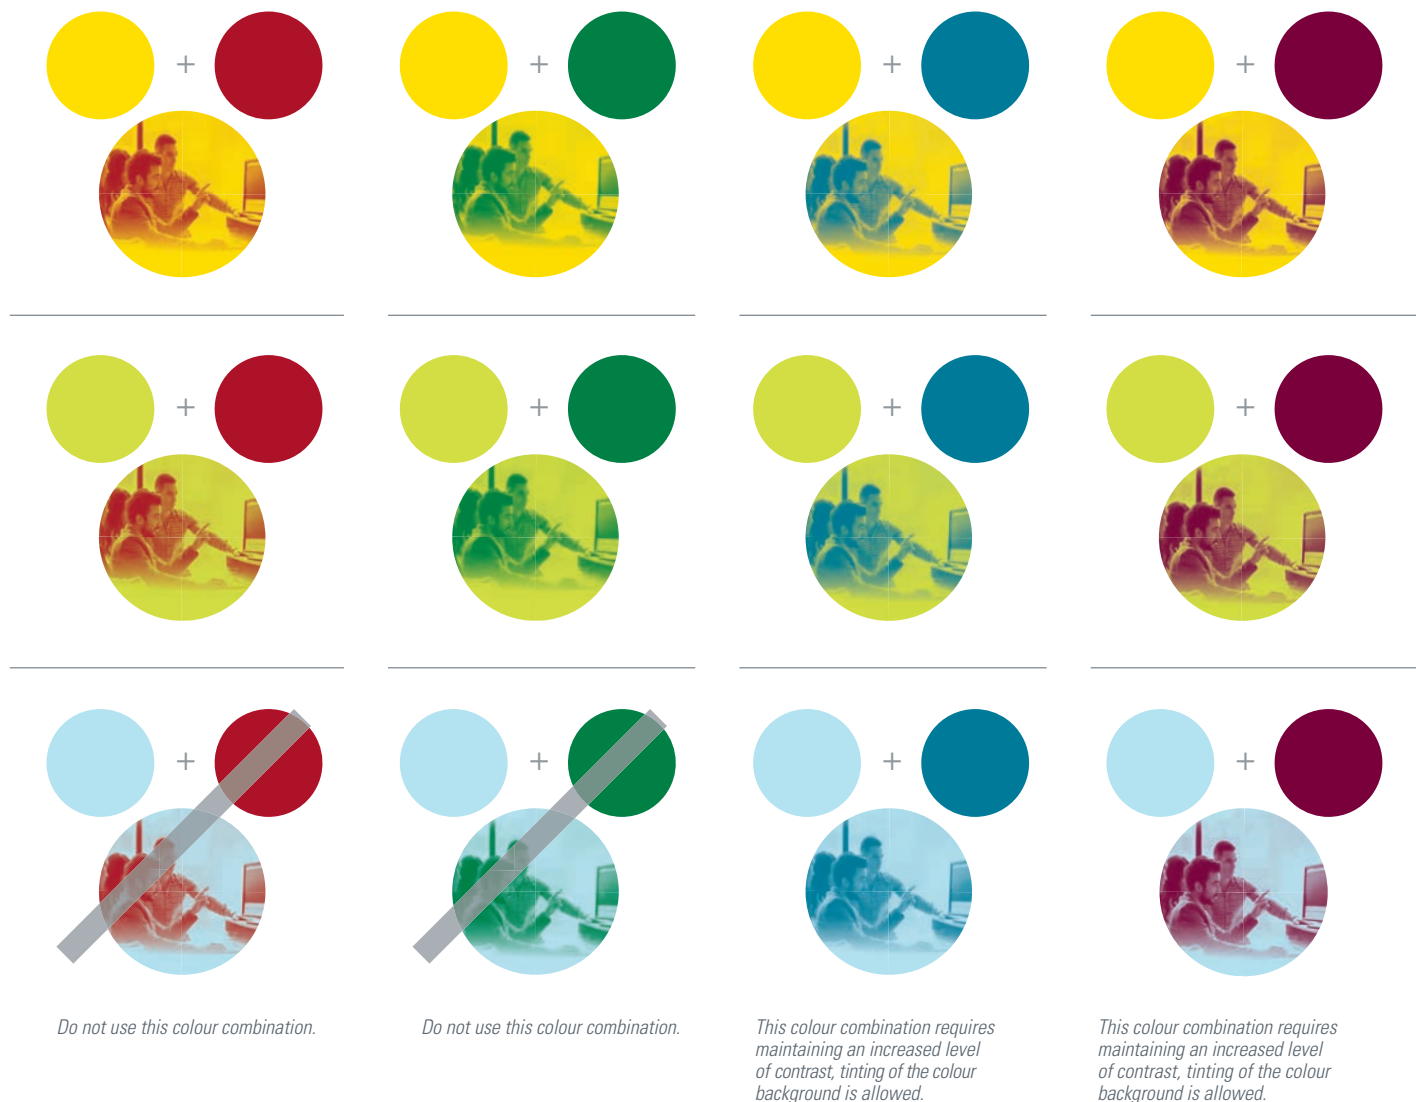 +
+
+
+
+
+
+
+
+
+
+
+
Do not use this colour combination.
Do not use this colour combination.
This colour combination requires
maintaining an increased level
of contrast, tinting of the colour
background is allowed.
This colour combination requires
maintaining an increased level
of contrast, tinting of the colour
background is allowed.